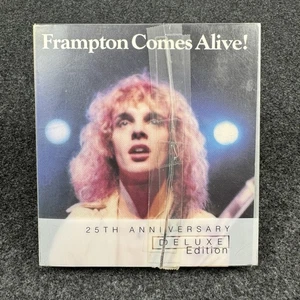 Frampton Comes Alive!
25TH ANNIVERSARY
DELUXE
Edition